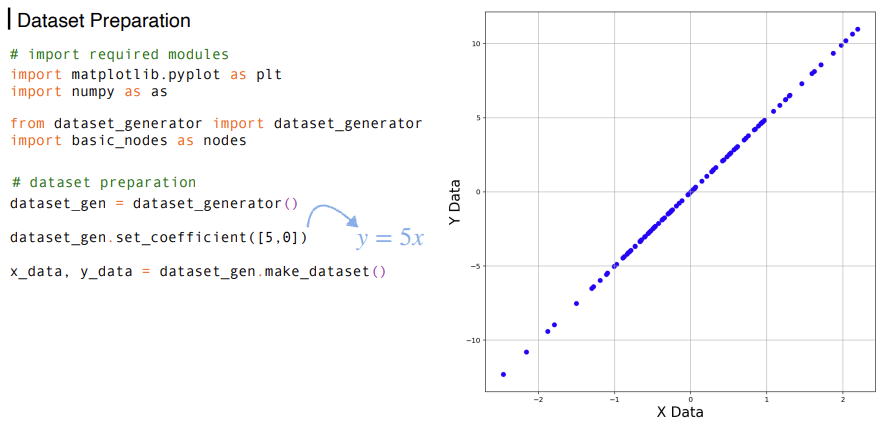 Dataset Preparation
# import required modules
import matplotlib.pyplot as plt
import numpy as as
from dataset_generator import dataset_generator
import basic_nodes as nodes
# dataset preparation
dataset_gen = dataset_generator()
dataset_gen.set_coefficient([5,0])
y = 5x
x_data, y_data = dataset_gen.make_dataset()
Y Data
10
5
0
−5
−10
−2 −1 0 1 2
X Data